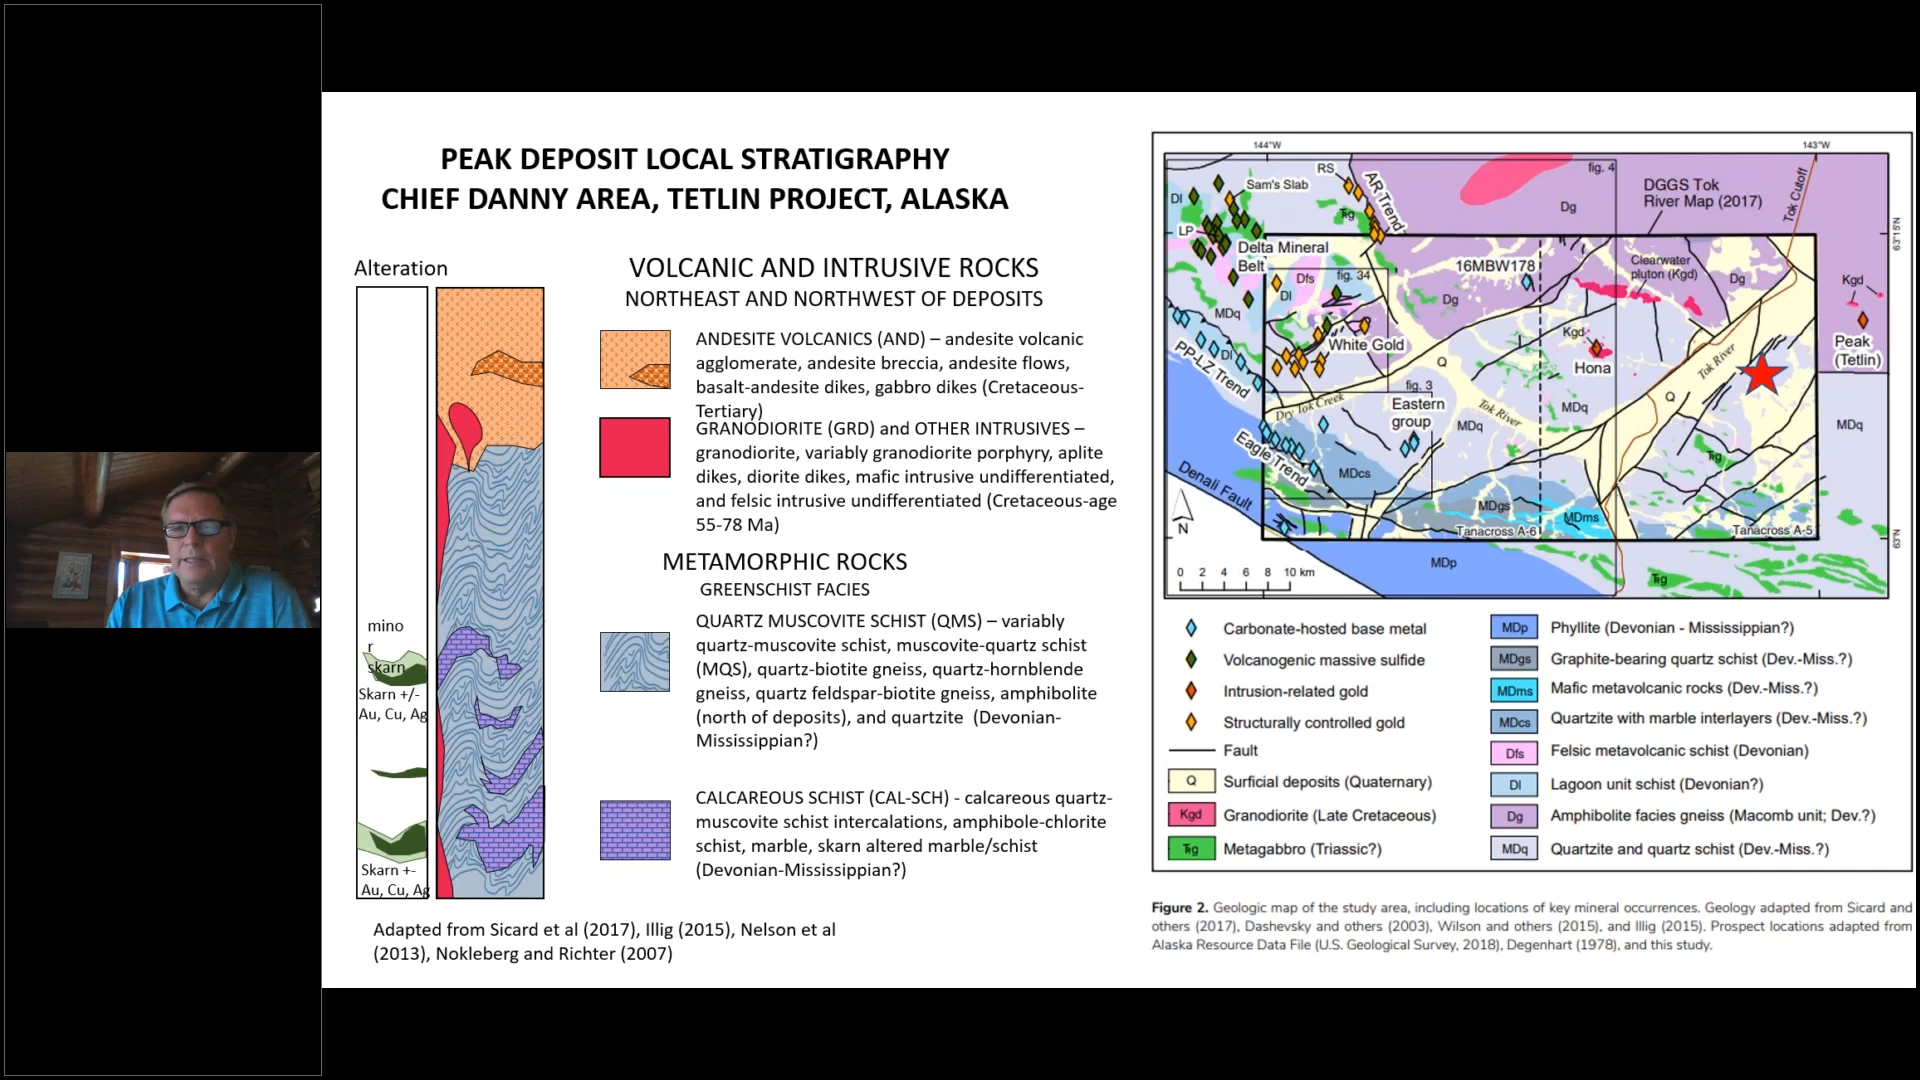 PEAK DEPOSIT LOCAL STRATIGRAPHY
CHIEF DANNY AREA, TETLIN PROJECT, ALASKA
Alteration
mino
r
skarn
Skarn +/-
Au, Cu, Ag
Skarn +-
Au, Cu, Ag
VOLCANIC AND INTRUSIVE ROCKS
NORTHEAST AND NORTHWEST OF DEPOSITS
ANDESITE VOLCANICS (AND) – andesite volcanic
agglomerate, andesite breccia, andesite flows,
basalt-andesite dikes, gabbro dikes (Cretaceous-
Tertiary)
GRANODIORITE (GRD) and OTHER INTRUSIVES –
granodiorite, variably granodiorite porphyry, aplite
dikes, diorite dikes, mafic intrusive undifferentiated,
and felsic intrusive undifferentiated (Cretaceous-age
55-78 Ma)
METAMORPHIC ROCKS
GREENSCHIST FACIES
QUARTZ MUSCOVITE SCHIST (QMS) – variably
quartz-muscovite schist, muscovite-quartz schist
(MQS), quartz-biotite gneiss, quartz-hornblende
gneiss, quartz feldspar-biotite gneiss, amphibolite
(north of deposits), and quartzite (Devonian-
Mississippian?)
CALCAREOUS SCHIST (CAL-SCH) - calcareous quartz-
muscovite schist intercalations, amphibole-chlorite
schist, marble, skarn altered marble/schist
(Devonian-Mississippian?)
Adapted from Sicard et al (2017), Illig (2015), Nelson et al
(2013), Nokleberg and Richter (2007)
144°W
143°W
RS
fig. 4
Sam's Slab
AR Trend
DGGS Tok
River Map (2017)
Tok Cutoff
Dl
Dg
Ћg
LP
63°15'N
Delta Mineral
Belt
16MBW178
Clearwater
pluton (Kgd)
Dfs
fig. 34
Dg
Kgd
Dl
Dg
MDq
Kgd
White Gold
Peak
(Tetlin)
Dl
Q
Hona
Tok River
PP-LZ Trend
fig. 3
Dry Tok Creek
Eastern
group
Tok River
MDq
Q
MDq
MDq
Eagle Trend
MDcs
Ћg
Denali Fault
MDgs
MDms
N
Tanacross A-6
Tanacross A-5
63°N
MDp
Ћg
0 2 4 6 8 10 km
Carbonate-hosted base metal
Volcanogenic massive sulfide
Intrusion-related gold
Structurally controlled gold
Fault
Q Surficial deposits (Quaternary)
Kgd Granodiorite (Late Cretaceous)
Ћg Metagabbro (Triassic?)
MDp Phyllite (Devonian - Mississippian?)
MDgs Graphite-bearing quartz schist (Dev.-Miss.?)
MDms Mafic metavolcanic rocks (Dev.-Miss.?)
MDcs Quartzite with marble interlayers (Dev.-Miss.?)
Dfs Felsic metavolcanic schist (Devonian)
Dl Lagoon unit schist (Devonian?)
Dg Amphibolite facies gneiss (Macomb unit; Dev.?)
MDq Quartzite and quartz schist (Dev.-Miss.?)
Figure 2. Geologic map of the study area, including locations of key mineral occurrences. Geology adapted from Sicard and
others (2017), Dashevsky and others (2003), Wilson and others (2015), and Illig (2015). Prospect locations adapted from
Alaska Resource Data File (U.S. Geological Survey, 2018), Degenhart (1978), and this study.